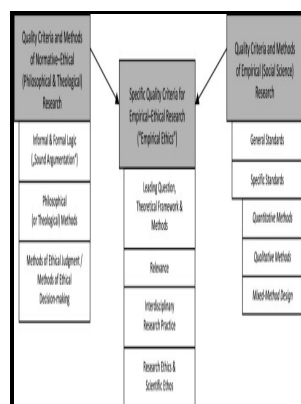 Quality Criteria and Methods
of Normative–Ethical
(Philosophical & Theological)
Research
Informal & Formal Logic
(„Sound Argumentation")
Philosophical
(or Theological) Methods
Methods of Ethical Judgment /
Methods of Ethical
Decision-making
Specific Quality Criteria for
Empirical–Ethical Research
("Empirical Ethics")
Leading Question,
Theoretical Framework &
Methods
Relevance
Interdisciplinary
Research Practice
Research Ethics &
Scientific Ethos
Quality Criteria and Methods
of Empirical (Social Science)
Research
General Standards
Specific Standards
Quantitative Methods
Qualitative Methods
Mixed-Method Design